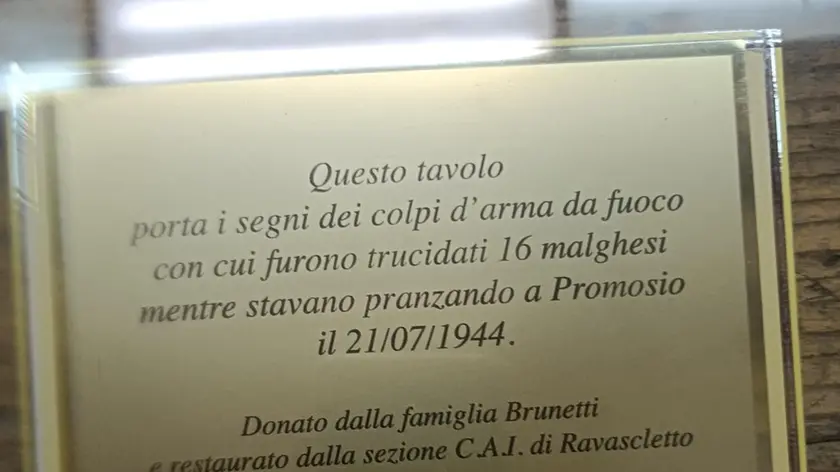 Questo tavolo
porta i segni dei colpi d'arma da fuoco
con cui furono trucidati 16 malghesi
mentre stavano pranzando a Promosio
il 21/07/1944.
Donato dalla famiglia Brunetti
e restaurato dalla sezione C.A.I. di Ravascletto